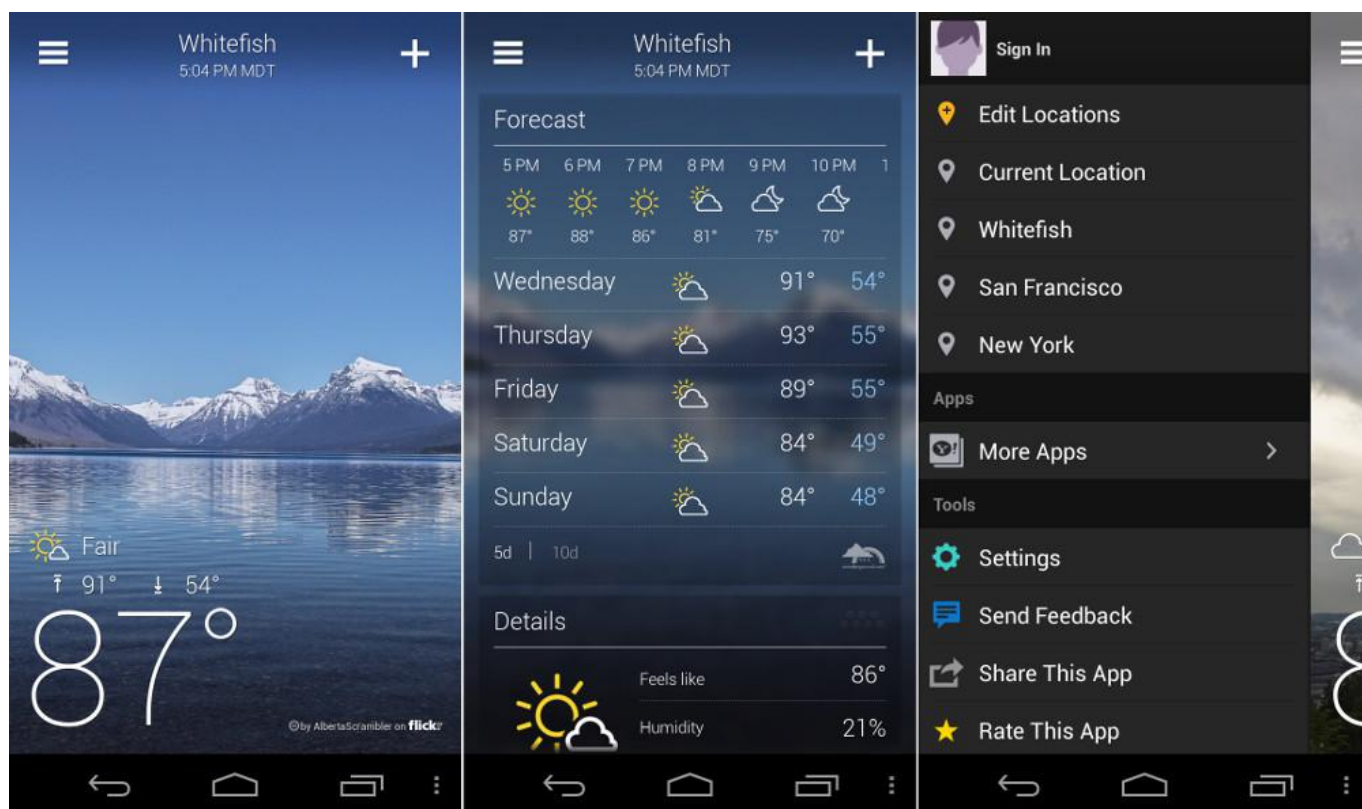 Whitefish
5:04 PM MDT
Fair
91° 54°
87°
by AlbertaScrambler on flickr
Whitefish
5:04 PM MDT
Forecast
5 PM 6 PM 7 PM 8 PM 9 PM 10 PM 1
87° 88° 86° 81° 75° 70°
Wednesday 91° 54°
Thursday 93° 55°
Friday 89° 55°
Saturday 84° 49°
Sunday 84° 48°
5d | 10d
Details
Feels like 86°
Humidity 21%
Sign In
Edit Locations
Current Location
Whitefish
San Francisco
New York
Apps
Y! More Apps
Tools
Settings
Send Feedback
Share This App
Rate This App
8